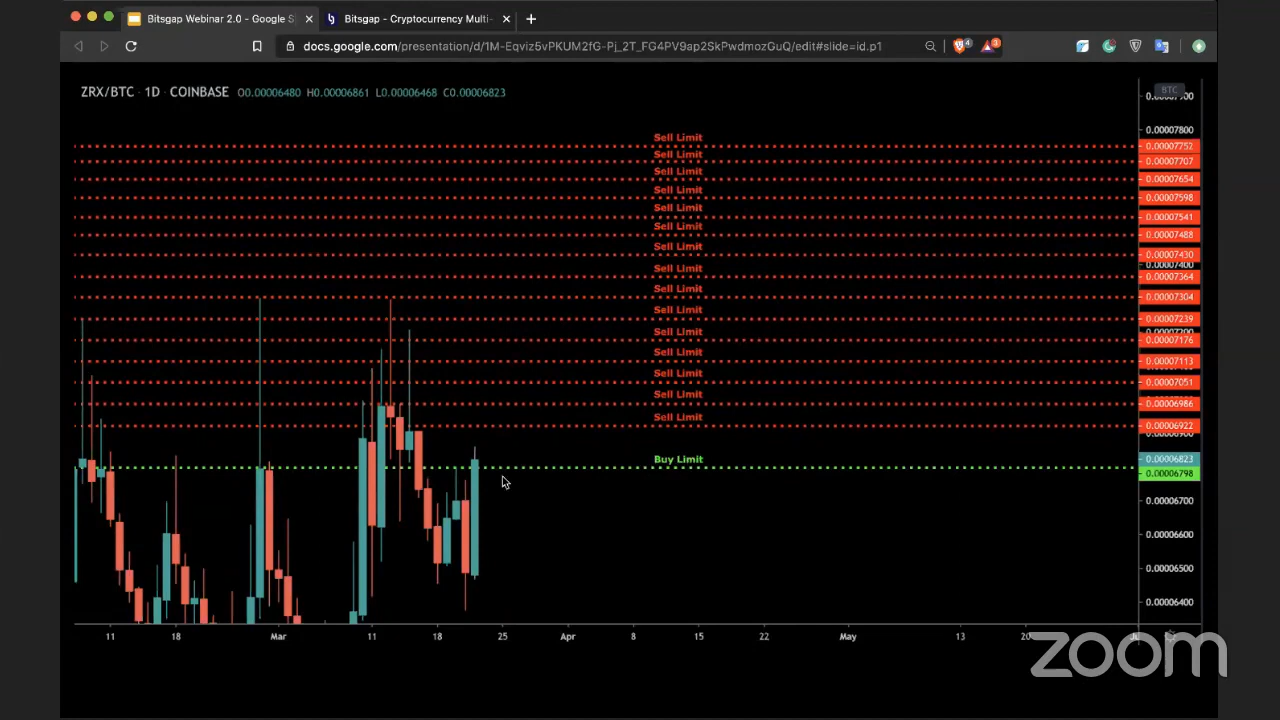 Bitsgap Webinar 2.0 - Google S
Bitsgap - Cryptocurrency Multi-
docs.google.com/presentation/d/1M-Eqviz5vPKUM2fG-Pj_2T_FG4PV9ap2SkPwdmozGuQ/edit#slide=id.p1
4
3
ZRX/BTC · 1D · COINBASE O0.00006480 H0.00006861 L0.00006468 C0.00006823
BTC
0.00007800
Sell Limit
0.00007752
Sell Limit
0.00007707
Sell Limit
0.00007654
Sell Limit
0.00007598
Sell Limit
0.00007541
Sell Limit
0.00007488
Sell Limit
0.00007430
0.00007400
Sell Limit
0.00007364
Sell Limit
0.00007304
Sell Limit
0.00007239
Sell Limit
0.00007176
Sell Limit
0.00007113
Sell Limit
0.00007051
Sell Limit
0.00006986
Sell Limit
0.00006922
Buy Limit
0.00006823
0.00006798
0.00006700
0.00006600
0.00006500
0.00006400
11 18 Mar 11 18 25 Apr 8 15 22 May 13 20
zoom